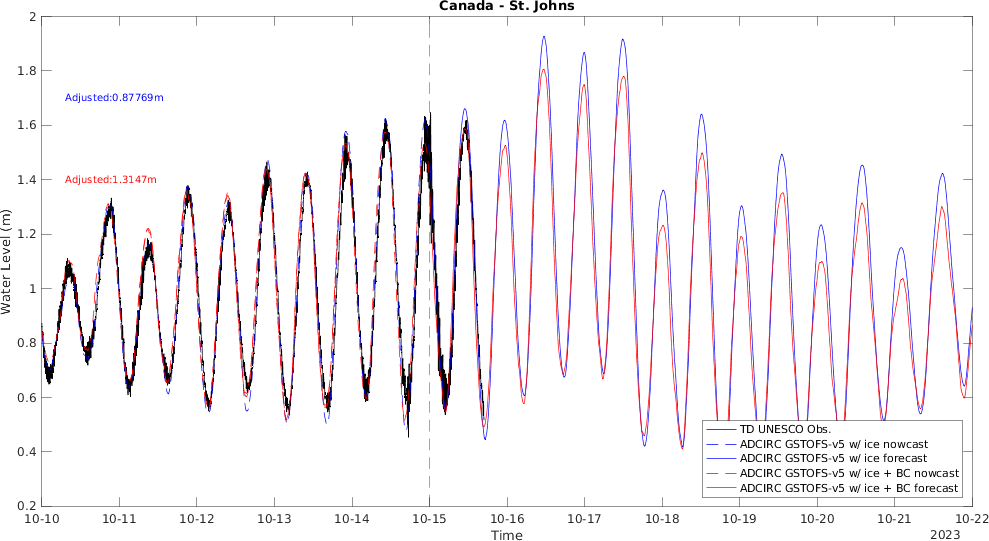 Canada - St. Johns
2
1.8
1.6
1.4
1.2
1
0.8
0.6
0.4
0.2
Water Level (m)
Adjusted:0.87769m
Adjusted:1.3147m
TD UNESCO Obs.
ADCIRC GSTOFS-v5 w/ ice nowcast
ADCIRC GSTOFS-v5 w/ ice forecast
ADCIRC GSTOFS-v5 w/ ice + BC nowcast
ADCIRC GSTOFS-v5 w/ ice + BC forecast
10-10 10-11 10-12 10-13 10-14 10-15 10-16 10-17 10-18 10-19 10-20 10-21 10-22
Time
2023